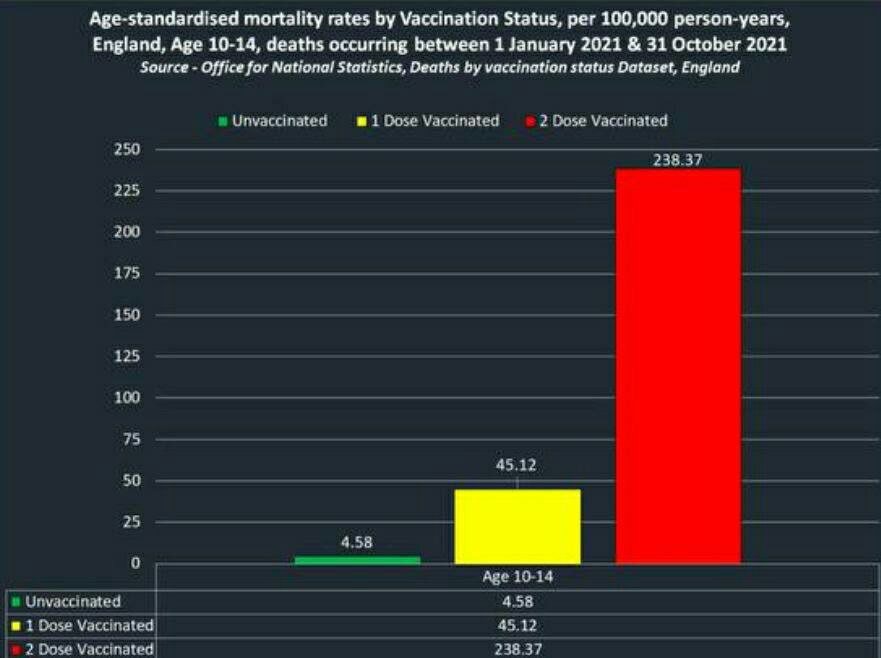 Age-standardised mortality rates by Vaccination Status, per 100,000 person-years,
England, Age 10-14, deaths occurring between 1 January 2021 & 31 October 2021
Source - Office for National Statistics, Deaths by vaccination status Dataset, England
Unvaccinated 1 Dose Vaccinated 2 Dose Vaccinated
250
238.37
225
200
175
150
125
100
75
45.12
50
25
4.58
0
Age 10-14
Unvaccinated 4.58
1 Dose Vaccinated 45.12
2 Dose Vaccinated 238.37